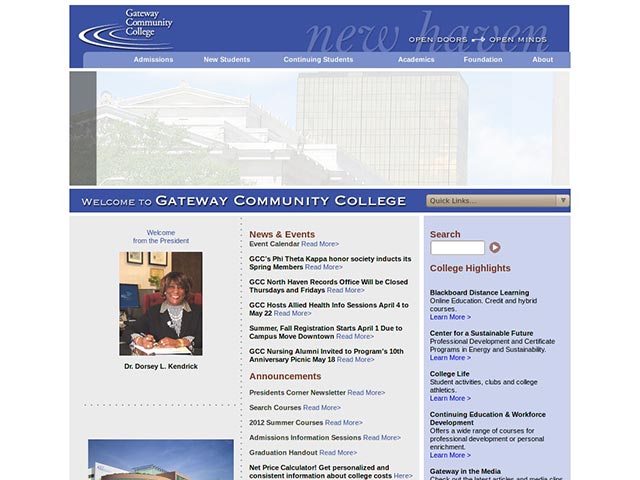 Gateway
Community
College
new haven
OPEN DOORS OPEN MINDS
Admissions New Students Continuing Students Academics Foundation About
WELCOME TO GATEWAY COMMUNITY COLLEGE
Quick Links...
Welcome
from the President
Dr. Dorsey L. Kendrick
News & Events
Event Calendar Read More>
GCC's Phi Theta Kappa honor society inducts its
Spring Members Read More>
GCC North Haven Records Office Will be Closed
Thursdays and Fridays Read More>
GCC Hosts Allied Health Info Sessions April 4 to
May 22 Read More>
Summer, Fall Registration Starts April 1 Due to
Campus Move Downtown Read More>
GCC Nursing Alumni Invited to Program's 10th
Anniversary Picnic May 18 Read More>
Announcements
Presidents Corner Newsletter Read More>
Search Courses Read More>
2012 Summer Courses Read More>
Admissions Information Sessions Read More>
Graduation Handout Read More>
Net Price Calculator! Get personalized and
consistent information about college costs Here>
Search
College Highlights
Blackboard Distance Learning
Online Education. Credit and hybrid
courses.
Learn More >
Center for a Sustainable Future
Professional Development and Certificate
Programs in Energy and Sustainability.
Learn More >
College Life
Student activities, clubs and college
athletics.
Learn More >
Continuing Education & Workforce
Development
Offers a wide range of courses for
professional development or personal
enrichment.
Learn More >
Gateway in the Media
Check out the latest articles and media clips